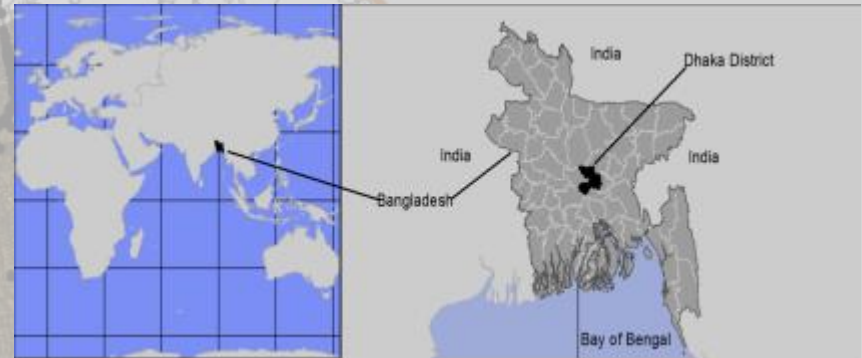 India
Dhaka District
India
India
Bangladesh
Bay of Bengal